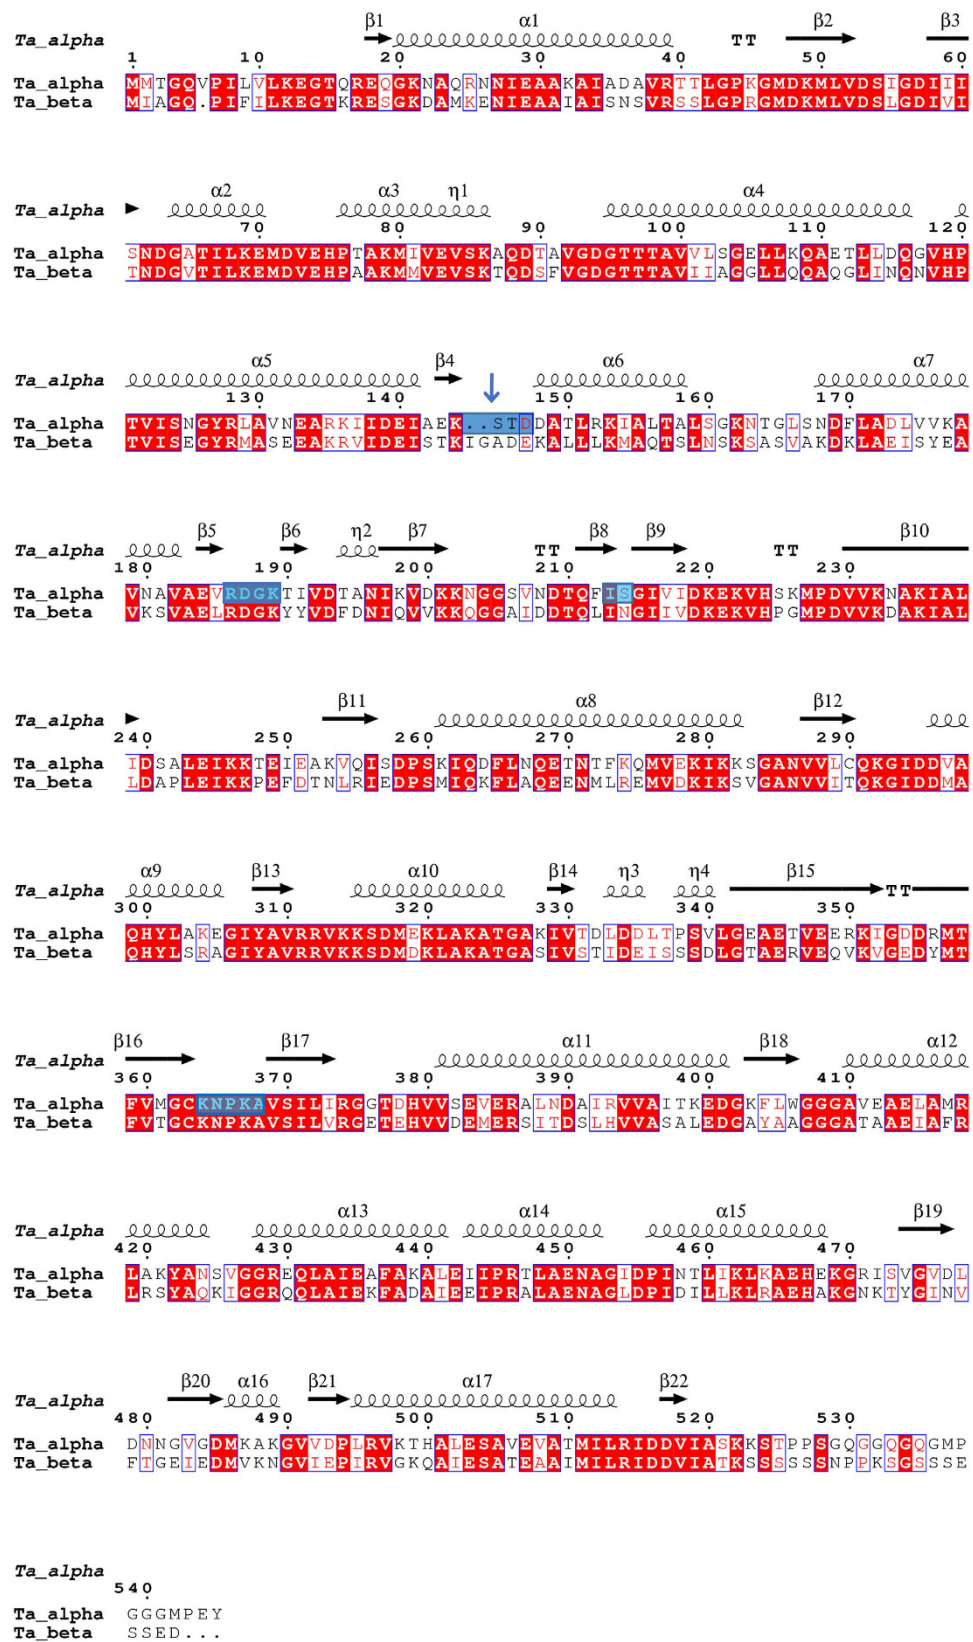 β1 α1 β2 β3
Ta_alpha TT
1 10 20 30 40 50 60
Ta_alpha MMTGQVPILVLKEGTQREQGKNAQRNNIEAAKAIADAVRTTLGPKGMDKMLVDSIGDIII
Ta_beta MIAGQ.PIFILKEGTKRESGKDAMKENIEAAIAISNSVRSSLGPRGMDKMLVDSLGDIVI
α2 α3 η1 α4
Ta_alpha
70 80 90 100 110 120
Ta_alpha SNDGATILKEMDVEHPTAKMIVEVSKAQDTAVGDGTTTAVVLSGELLKQAETLLDQGVHP
Ta_beta TNDGVTILKEMDVEHPAAKMMVEVSKTQDSFVGDGTTTAVIIAGGLLQQAQGLINQNVHP
α5 β4 α6 α7
Ta_alpha
130 140 150 160 170
Ta_alpha TVISNGYRLAVNEARKIIDEIAEK..STDDATLRKIALTALSGKNTGLSNDFLADLVVKA
Ta_beta TVISEGYRMASEEAKRVIDEISTKIGADEKALLLKMAQTSLNSKSASVAKDKLAEISYEA
β5 β6 η2 β7 β8 β9 β10
Ta_alpha TT TT
180 190 200 210 220 230
Ta_alpha VNAVAEVRDGKTIVDTANIKVDKKNGGSVNDTQFISGIVIDKEKVHSKMPDVVKNAKIAL
Ta_beta VKSVAELRDGKYYVDFDNIQVVKKQGGAIDDTQLINGIIVDKEKVHPGMPDVVKDAKIAL
β11 α8 β12
Ta_alpha
240 250 260 270 280 290
Ta_alpha IDSALEIKKTEIEAKVQISDPSKIQDFLNQETNTFKQMVEKIKKSGANVVLCQKGIDDVA
Ta_beta LDAPLEIKKPEFDTNLRIEDPSMIQKFLAQEENMLREMVDKIKSVGANVVITQKGIDDMA
α9 β13 α10 β14 η3 η4 β15
Ta_alpha TT
300 310 320 330 340 350
Ta_alpha QHYLAKEGIYAVRRVKKSDMEKLAKATGAKIVTDLDDLTPSVLGEAETVEERKIGDDRMT
Ta_beta QHYLSRAGIYAVRRVKKSDMDKLAKATGASIVSTIDEISSSDLGTAERVEQVKVGEDYMT
β16 β17 α11 β18 α12
Ta_alpha
360 370 380 390 400 410
Ta_alpha FVMGCKNPKAVSILIRGGTDHVVSEVERALNDAIRVVAITKEDGKFLWGGGAVEAELAMR
Ta_beta FVTGCKNPKAVSILVRGETEHVVDEMERSITDSLHVVASALEDGAYAAGGGATAAEIAFR
α13 α14 α15 β19
Ta_alpha
420 430 440 450 460 470
Ta_alpha LAKYANSVGGREQLAIEAFAKALEIIPRTLAENAGIDPINTLIKLKAEHEKGRISVGVDL
Ta_beta LRSYAQKIGGRQQLAIEKFADAIEEIPRALAENAGLDPIDILLKLRAEHAKGNKTYGINV
β20 α16 β21 α17 β22
Ta_alpha
480 490 500 510 520 530
Ta_alpha DNNGVGDMKAKGVVDPLRVKTHALESAVEVATMILRIDDVIASKKSTPPSGQGGQGQGMP
Ta_beta FTGEIEDMVKNGVIEPIRVGKQAIESATEAAIMILRIDDVIATKSSSSSSNPPKSGSSSE
Ta_alpha
540
Ta_alpha GGGMPEY
Ta_beta SSED...